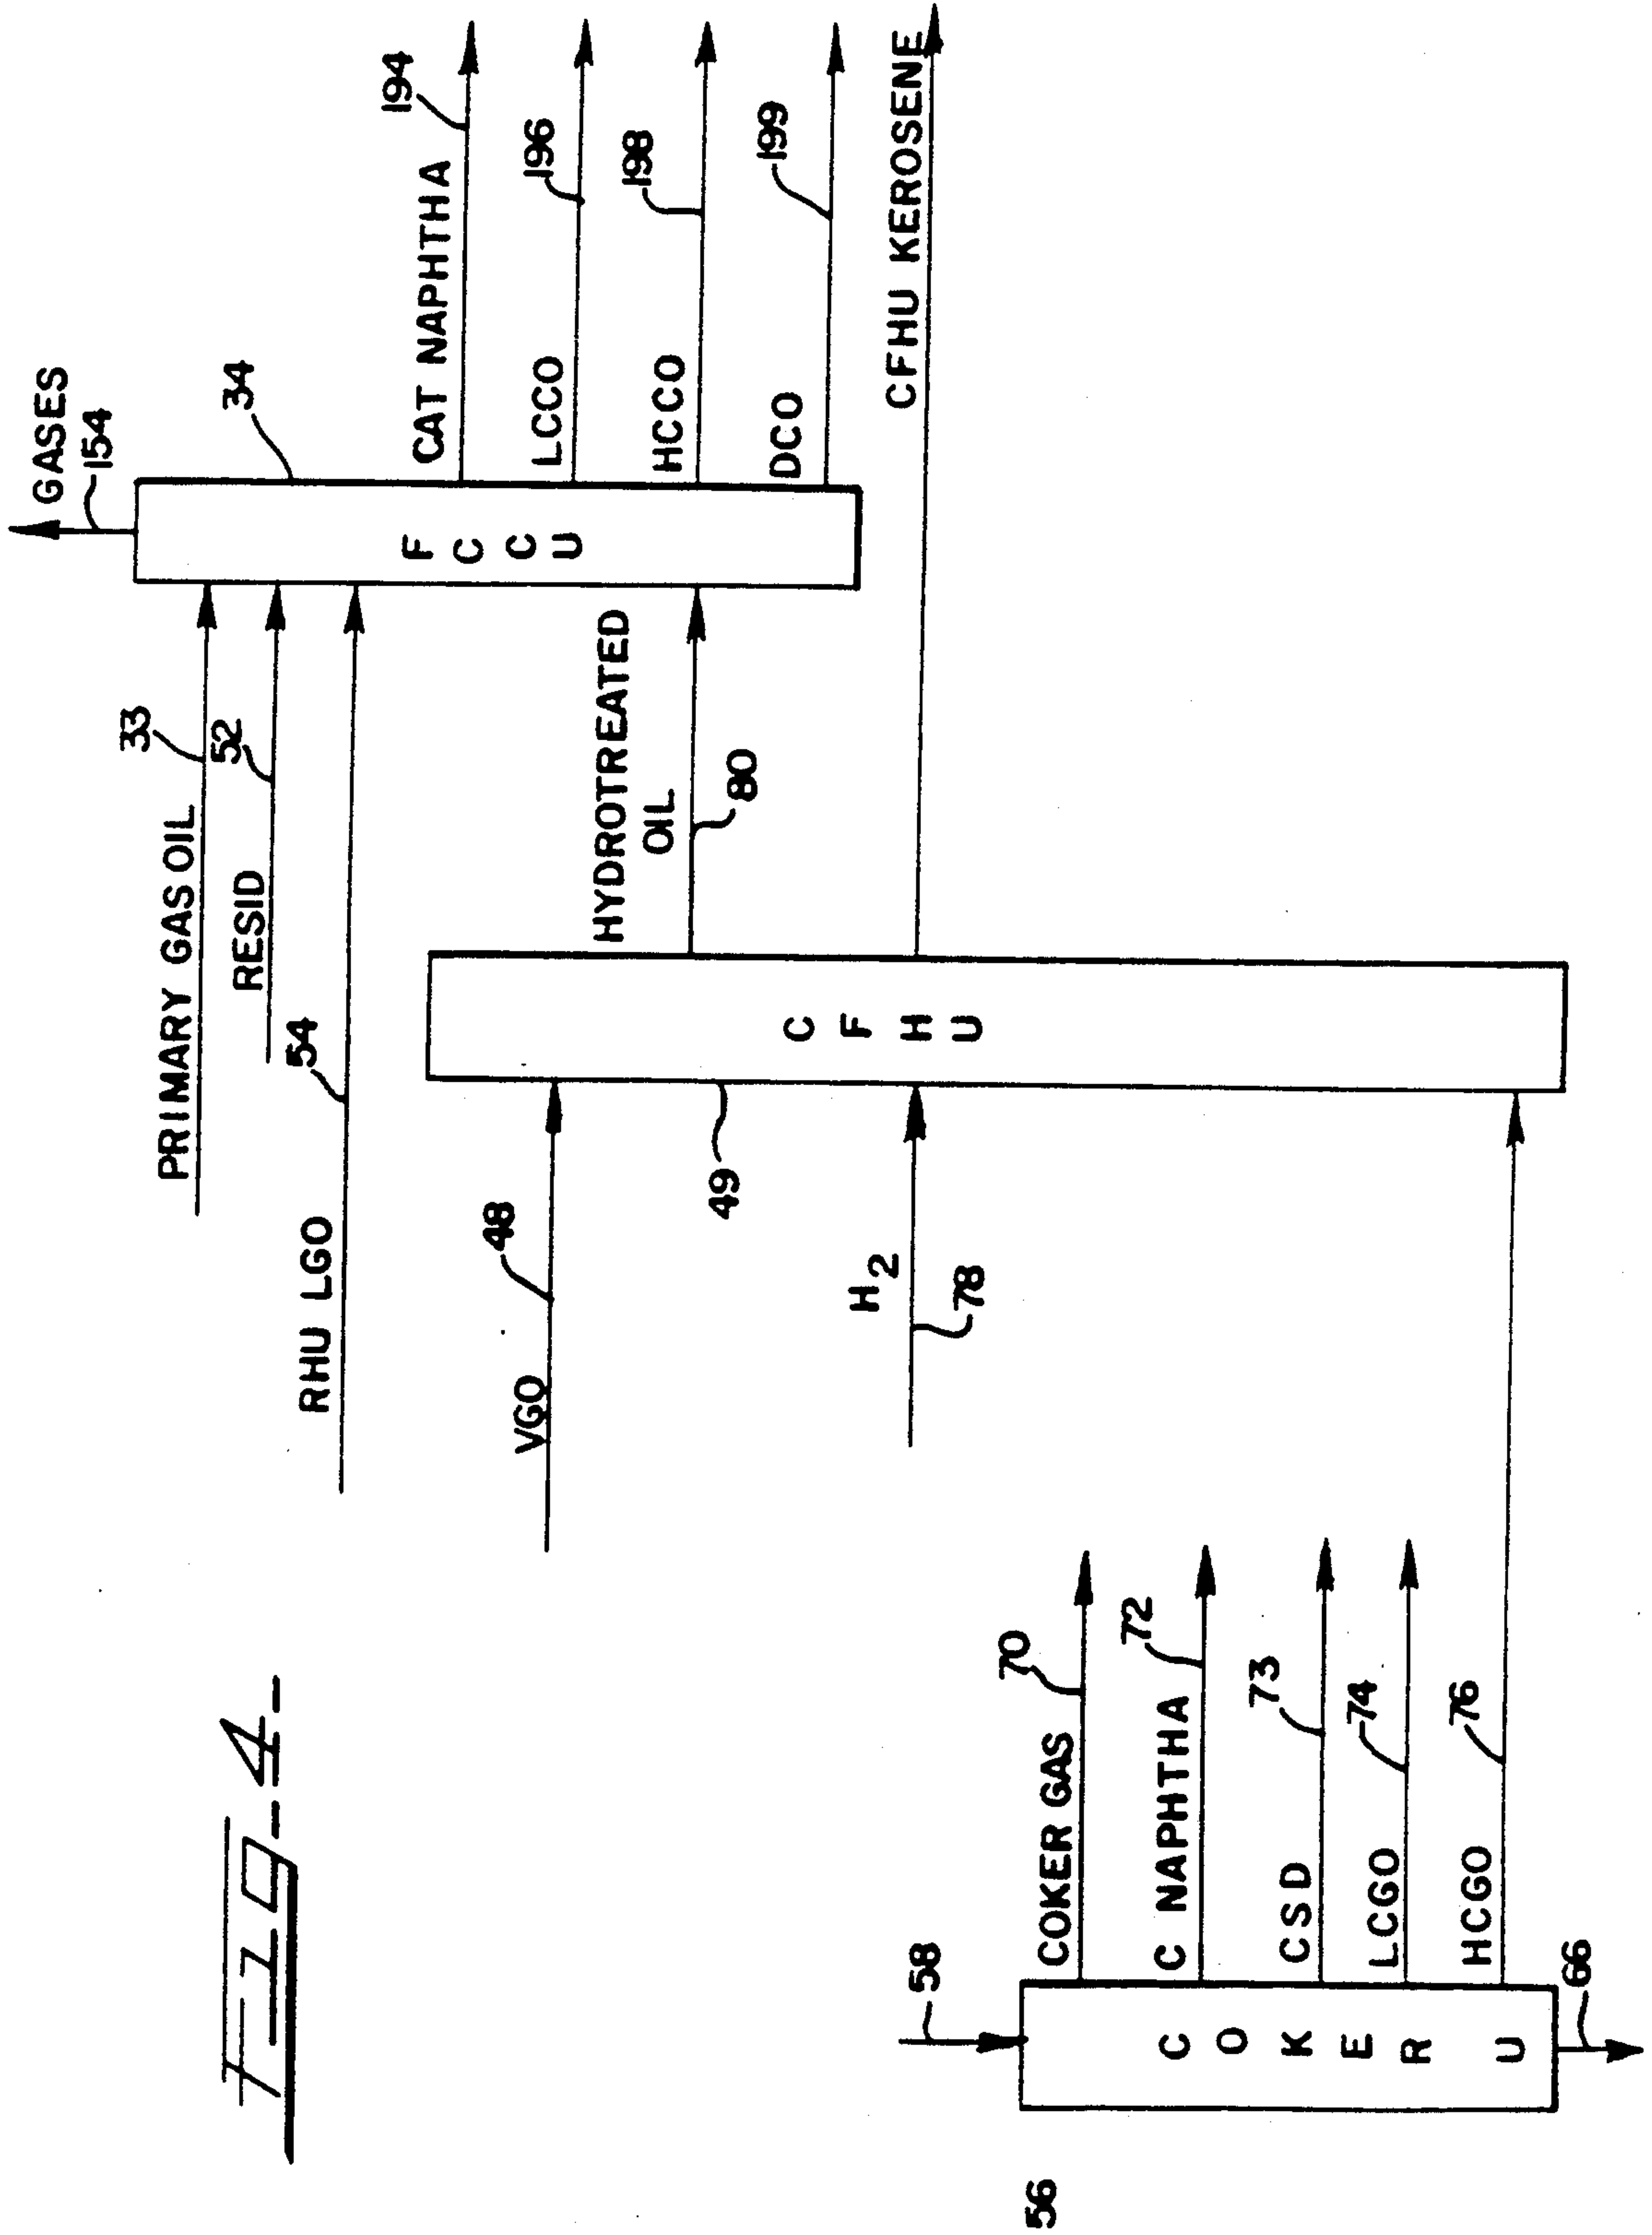 FIG-4-
GASES
154
34
PRIMARY GAS OIL
33
RESID
52
RHU LGO
54
F C C U
CAT NAPHTHA
194
LCCO
196
HCCO
198
DCO
199
HYDROTREATED
OIL
80
VGO
48
49
H2
78
C F H U
CFHU KEROSENE
56
58
C O K E R U
COKER GAS
70
C NAPHTHA
72
CSD
73
LCGO
74
HCGO
76
66